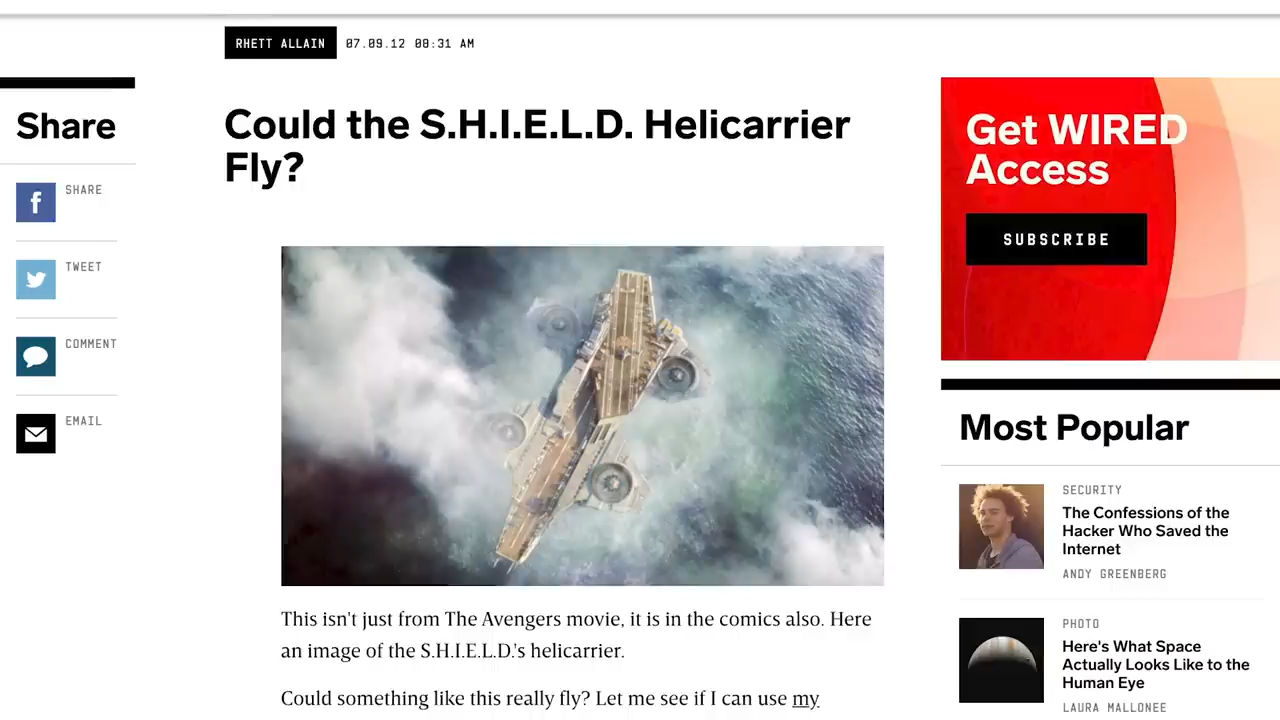 RHETT ALLAIN 07.09.12 08:31 AM
Share
SHARE
TWEET
COMMENT
EMAIL
Could the S.H.I.E.L.D. Helicarrier
Fly?
This isn't just from The Avengers movie, it is in the comics also. Here
an image of the S.H.I.E.L.D.'s helicarrier.
Could something like this really fly? Let me see if I can use my
Get WIRED
Access
SUBSCRIBE
Most Popular
SECURITY
The Confessions of the
Hacker Who Saved the
Internet
ANDY GREENBERG
PHOTO
Here's What Space
Actually Looks Like to the
Human Eye
LAURA MALLONEE